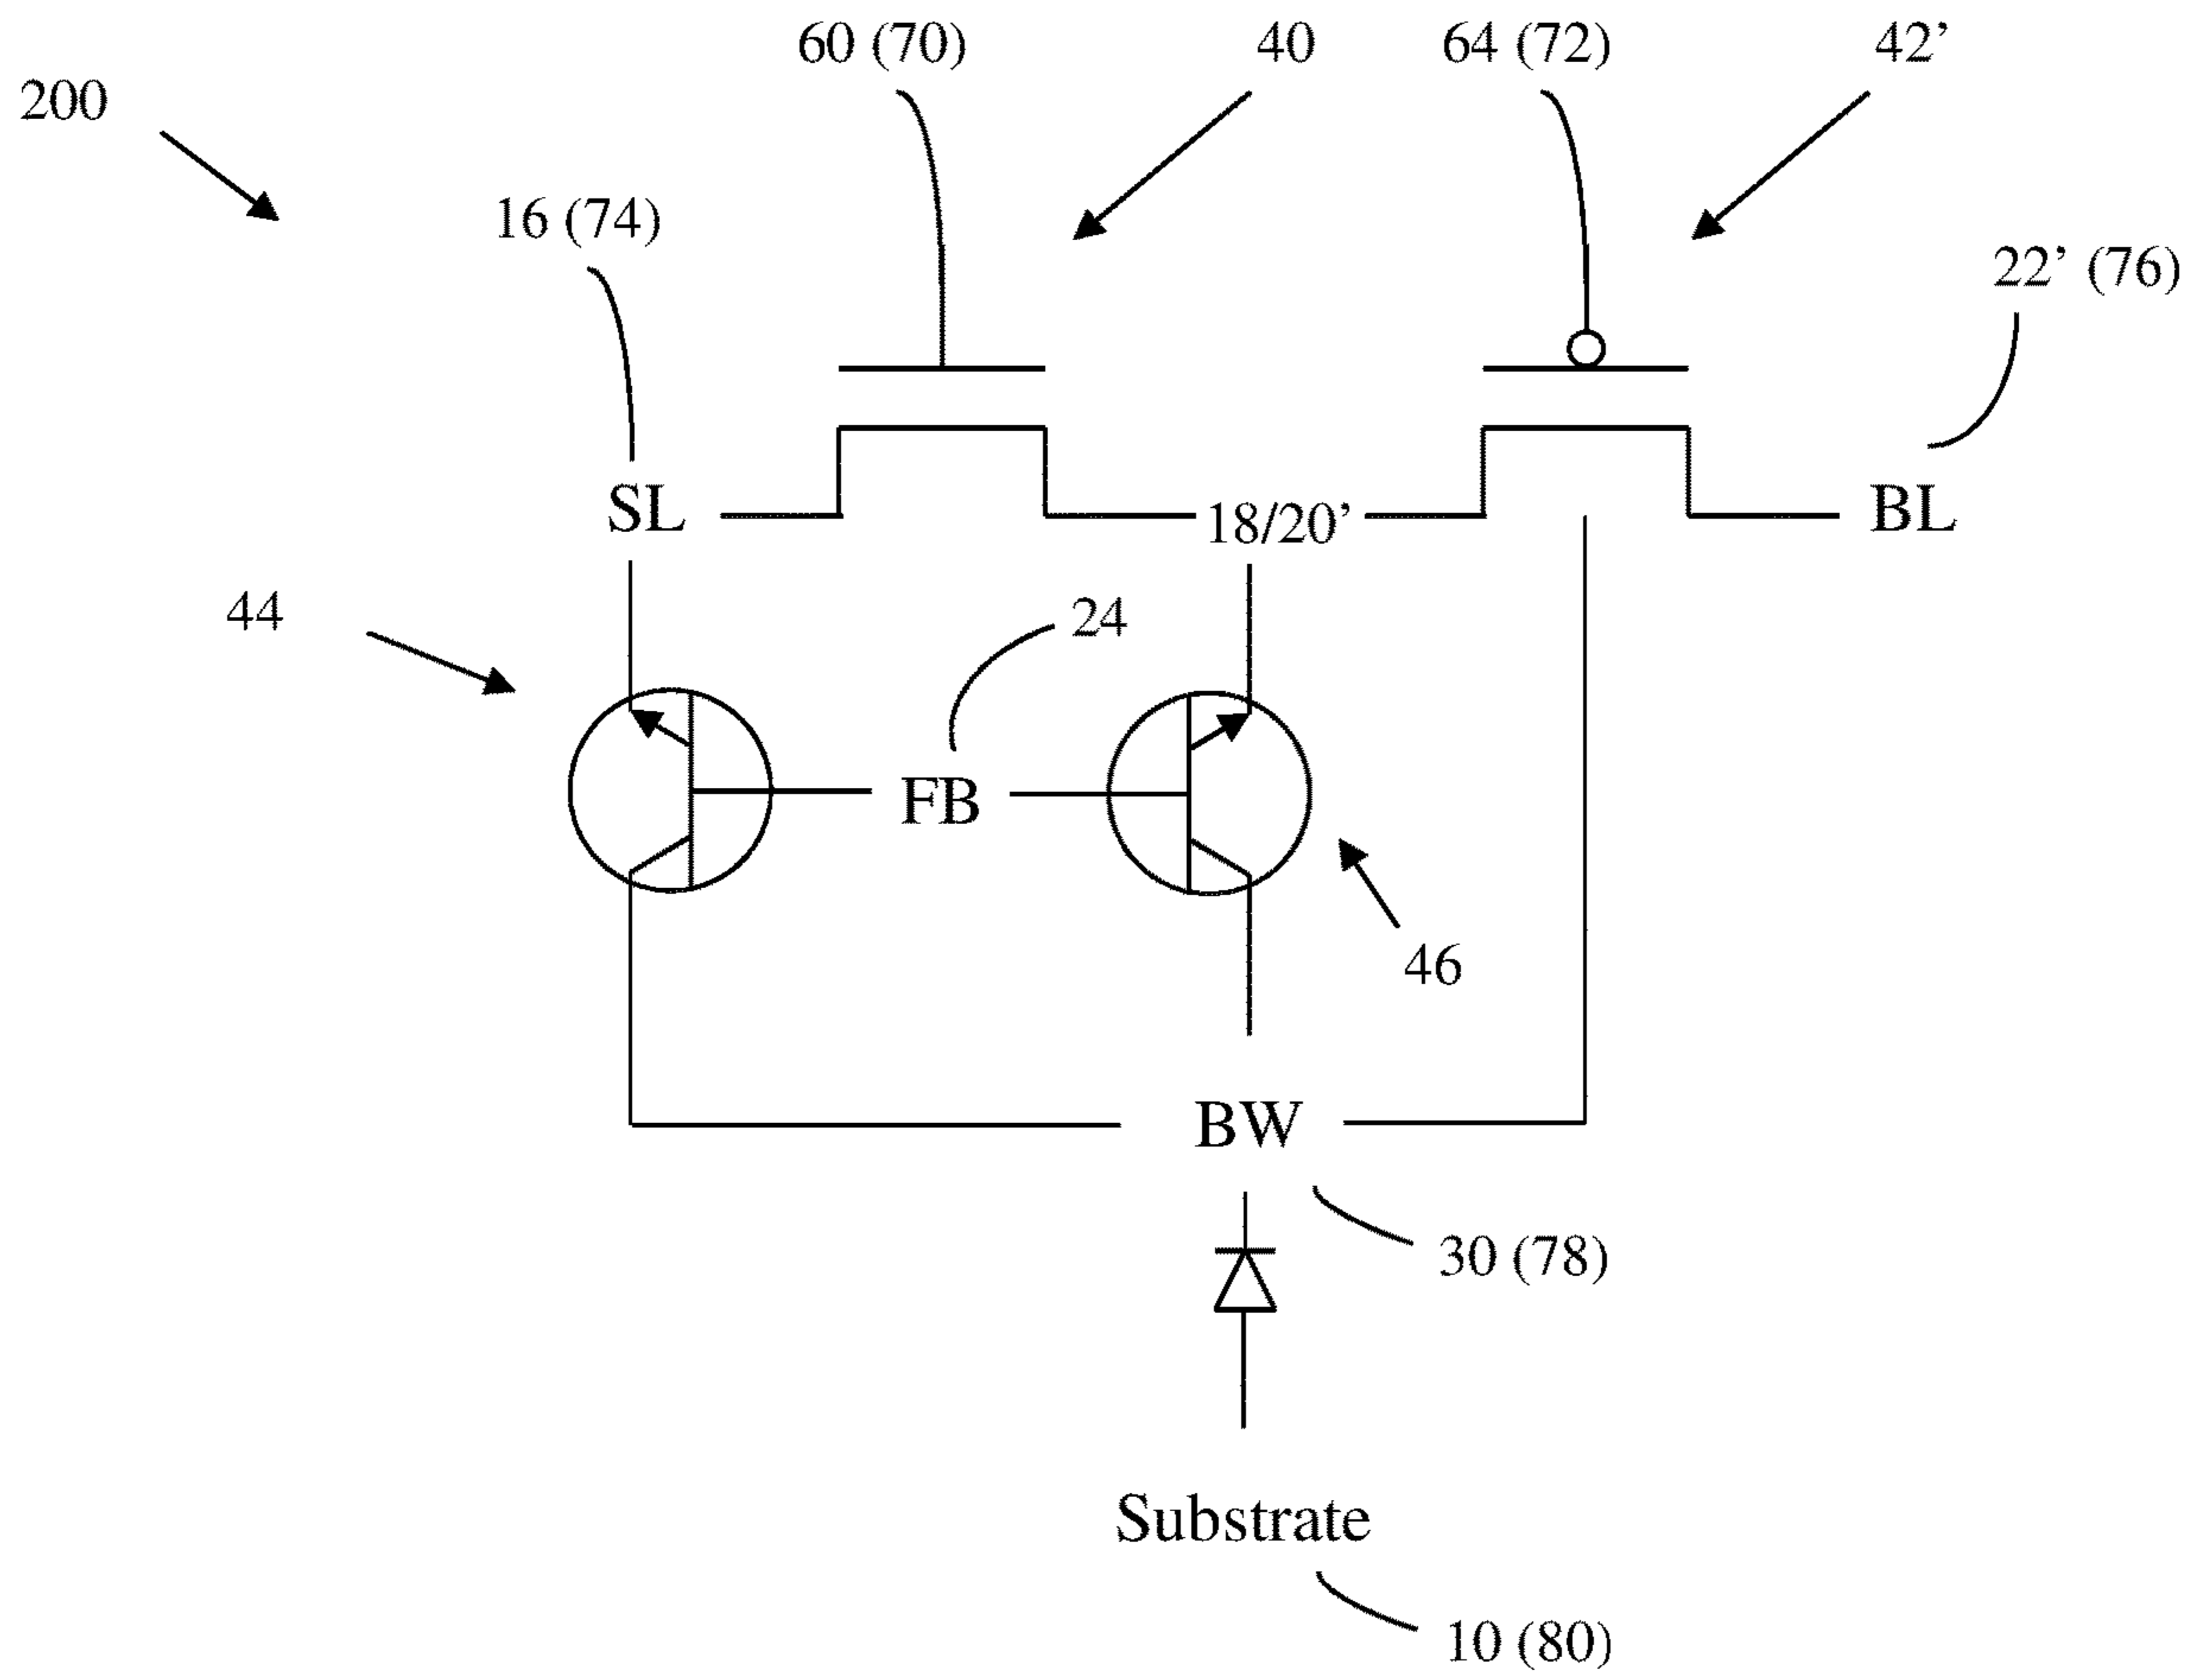 60 (70)
40
64 (72)
42’
200
16 (74)
22’ (76)
SL
18/20’
BL
44
24
FB
46
BW
30 (78)
Substrate
10 (80)